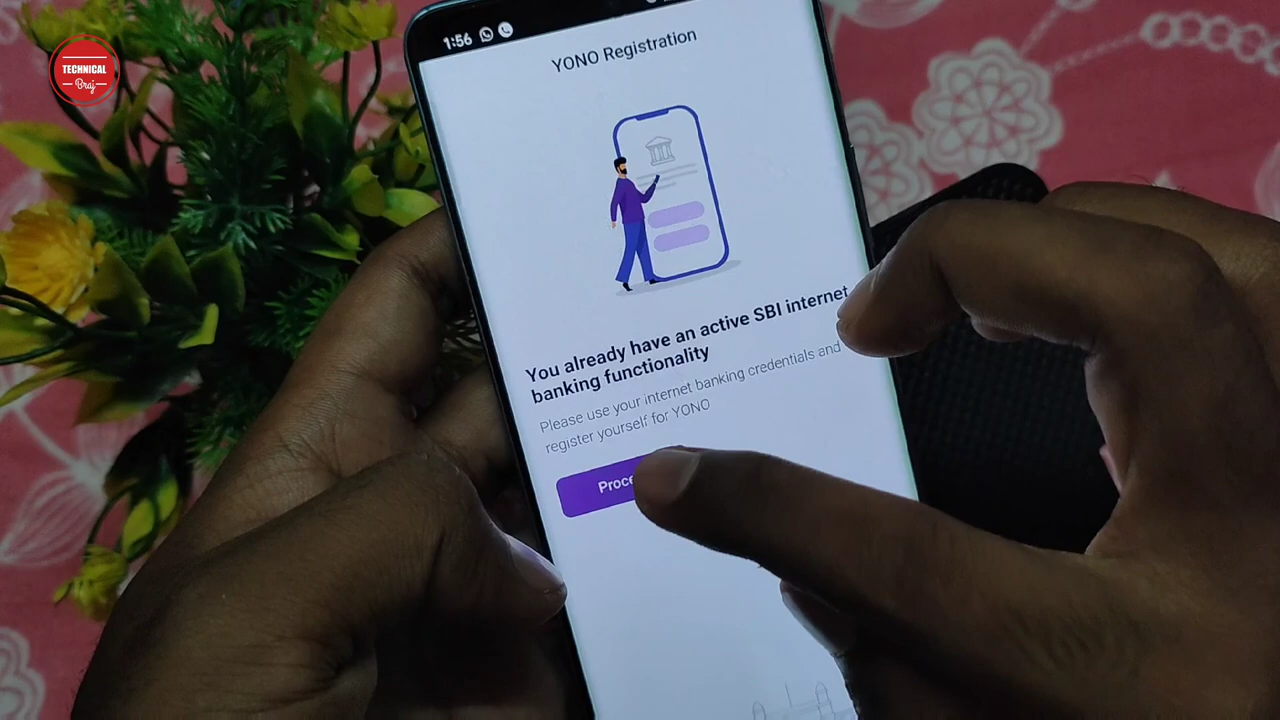 TECHNICAL
Braj
1:56
YONO Registration
You already have an active SBI internet
banking functionality
Please use your internet banking credentials and
register yourself for YONO